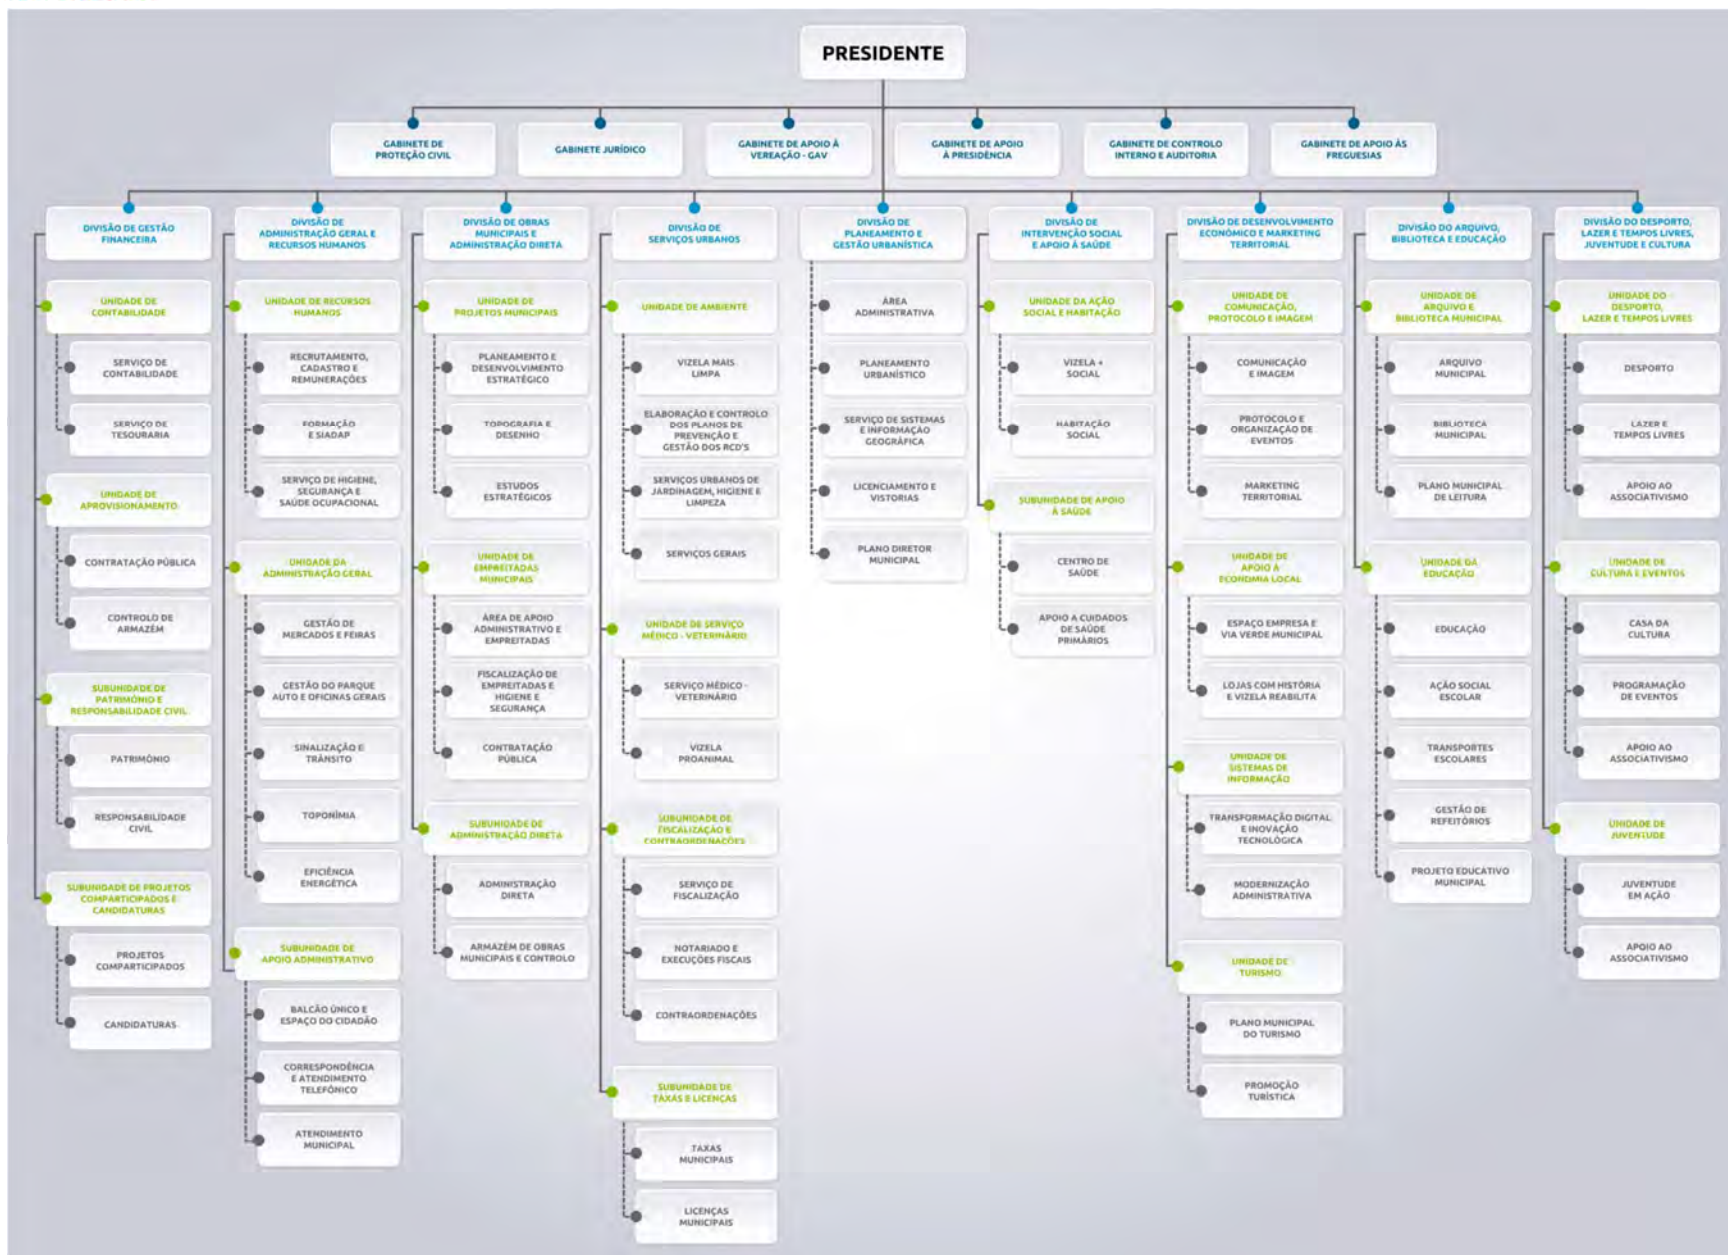 PRESIDENTE
GABINETE DE
PROTEÇÃO CIVIL
GABINETE JURÍDICO
GABINETE DE APOIO À
VEREAÇÃO - GAV
GABINETE DE APOIO
À PRESIDÊNCIA
GABINETE DE CONTROLO
INTERNO E AUDITORIA
GABINETE DE APOIO ÀS
FREGUESIAS
DIVISÃO DE GESTÃO
FINANCEIRA
UNIDADE DE
CONTABILIDADE
SERVIÇO DE
CONTABILIDADE
SERVIÇO DE
TESOURARIA
UNIDADE DE
APROVISIONAMENTO
CONTRATAÇÃO PÚBLICA
CONTROLO DE
ARMAZÉM
SUBUNIDADE DE
PATRIMÓNIO E
RESPONSABILIDADE CIVIL
PATRIMÓNIO
RESPONSABILIDADE
CIVIL
SUBUNIDADE DE PROJETOS
COMPARTICIPADOS E
CANDIDATURAS
PROJETOS
COMPARTICIPADOS
CANDIDATURAS
DIVISÃO DE
ADMINISTRAÇÃO GERAL E
RECURSOS HUMANOS
UNIDADE DE RECURSOS
HUMANOS
RECRUTAMENTO,
CADASTRO E
REMUNERAÇÕES
FORMAÇÃO
E SIADAP
SERVIÇO DE HIGIENE,
SEGURANÇA E
SAÚDE OCUPACIONAL
UNIDADE DA
ADMINISTRAÇÃO GERAL
GESTÃO DE
MERCADOS E FEIRAS
GESTÃO DO PARQUE
AUTO E OFICINAS GERAIS
SINALIZAÇÃO E
TRÂNSITO
TOPONÍMIA
EFICIÊNCIA
ENERGÉTICA
SUBUNIDADE DE
APOIO ADMINISTRATIVO
BALCÃO ÚNICO E
ESPAÇO DO CIDADÃO
CORRESPONDÊNCIA
E ATENDIMENTO
TELEFÓNICO
ATENDIMENTO
MUNICIPAL
DIVISÃO DE OBRAS
MUNICIPAIS E
ADMINISTRAÇÃO DIRETA
UNIDADE DE
PROJETOS MUNICIPAIS
PLANEAMENTO E
DESENVOLVIMENTO
ESTRATÉGICO
TOPOGRAFIA E
DESENHO
ESTUDOS
ESTRATÉGICOS
UNIDADE DE
EMPREITADAS
MUNICIPAIS
ÁREA DE APOIO
ADMINISTRATIVO E
EMPREITADAS
FISCALIZAÇÃO DE
EMPREITADAS E
HIGIENE E
SEGURANÇA
CONTRATAÇÃO
PÚBLICA
SUBUNIDADE DE
ADMINISTRAÇÃO DIRETA
ADMINISTRAÇÃO
DIRETA
ARMAZÉM DE OBRAS
MUNICIPAIS E CONTROLO
DIVISÃO DE
SERVIÇOS URBANOS
UNIDADE DE AMBIENTE
VIZELA MAIS
LIMPA
ELABORAÇÃO E CONTROLO
DOS PLANOS DE
PREVENÇÃO E
GESTÃO DOS RCD'S
SERVIÇOS URBANOS DE
JARDINAGEM, HIGIENE E
LIMPEZA
SERVIÇOS GERAIS
UNIDADE DE SERVIÇO
MÉDICO - VETERINÁRIO
SERVIÇO MÉDICO -
VETERINÁRIO
VIZELA
PROANIMAL
SUBUNIDADE DE
FISCALIZAÇÃO E
CONTRAORDENAÇÕES
SERVIÇO DE
FISCALIZAÇÃO
NOTARIADO E
EXECUÇÕES FISCAIS
CONTRAORDENAÇÕES
SUBUNIDADE DE
TAXAS E LICENÇAS
TAXAS
MUNICIPAIS
LICENÇAS
MUNICIPAIS
DIVISÃO DE
PLANEAMENTO E
GESTÃO URBANÍSTICA
ÁREA
ADMINISTRATIVA
PLANEAMENTO
URBANÍSTICO
SERVIÇO DE SISTEMAS
E INFORMAÇÃO
GEOGRÁFICA
LICENCIAMENTO E
VISTORIAS
PLANO DIRETOR
MUNICIPAL
DIVISÃO DE
INTERVENÇÃO SOCIAL
E APOIO À SAÚDE
UNIDADE DA AÇÃO
SOCIAL E HABITAÇÃO
VIZELA +
SOCIAL
HABITAÇÃO
SOCIAL
SUBUNIDADE DE APOIO
À SAÚDE
CENTRO DE
SAÚDE
APOIO A CUIDADOS
DE SAÚDE
PRIMÁRIOS
DIVISÃO DE DESENVOLVIMENTO
ECONÓMICO E MARKETING
TERRITORIAL
UNIDADE DE
COMUNICAÇÃO,
PROTOCOLO E IMAGEM
COMUNICAÇÃO
E IMAGEM
PROTOCOLO E
ORGANIZAÇÃO DE
EVENTOS
MARKETING
TERRITORIAL
UNIDADE DE
APOIO À
ECONOMIA LOCAL
ESPAÇO EMPRESA E
VIA VERDE MUNICIPAL
LOJAS COM HISTÓRIA
E VIZELA REABILITA
UNIDADE DE
SISTEMAS DE
INFORMAÇÃO
TRANSFORMAÇÃO DIGITAL
E INOVAÇÃO
TECNOLÓGICA
MODERNIZAÇÃO
ADMINISTRATIVA
UNIDADE DE
TURISMO
PLANO MUNICIPAL
DO TURISMO
PROMOÇÃO
TURÍSTICA
DIVISÃO DO ARQUIVO,
BIBLIOTECA E EDUCAÇÃO
UNIDADE DE
ARQUIVO E
BIBLIOTECA MUNICIPAL
ARQUIVO
MUNICIPAL
BIBLIOTECA
MUNICIPAL
PLANO MUNICIPAL
DE LEITURA
UNIDADE DA
EDUCAÇÃO
EDUCAÇÃO
AÇÃO SOCIAL
ESCOLAR
TRANSPORTES
ESCOLARES
GESTÃO DE
REFEITÓRIOS
PROJETO EDUCATIVO
MUNICIPAL
DIVISÃO DO DESPORTO,
LAZER E TEMPOS LIVRES,
JUVENTUDE E CULTURA
UNIDADE DO
DESPORTO,
LAZER E TEMPOS LIVRES
DESPORTO
LAZER E
TEMPOS LIVRES
APOIO AO
ASSOCIATIVISMO
UNIDADE DE
CULTURA E EVENTOS
CASA DA
CULTURA
PROGRAMAÇÃO
DE EVENTOS
APOIO AO
ASSOCIATIVISMO
UNIDADE DE
JUVENTUDE
JUVENTUDE
EM AÇÃO
APOIO AO
ASSOCIATIVISMO